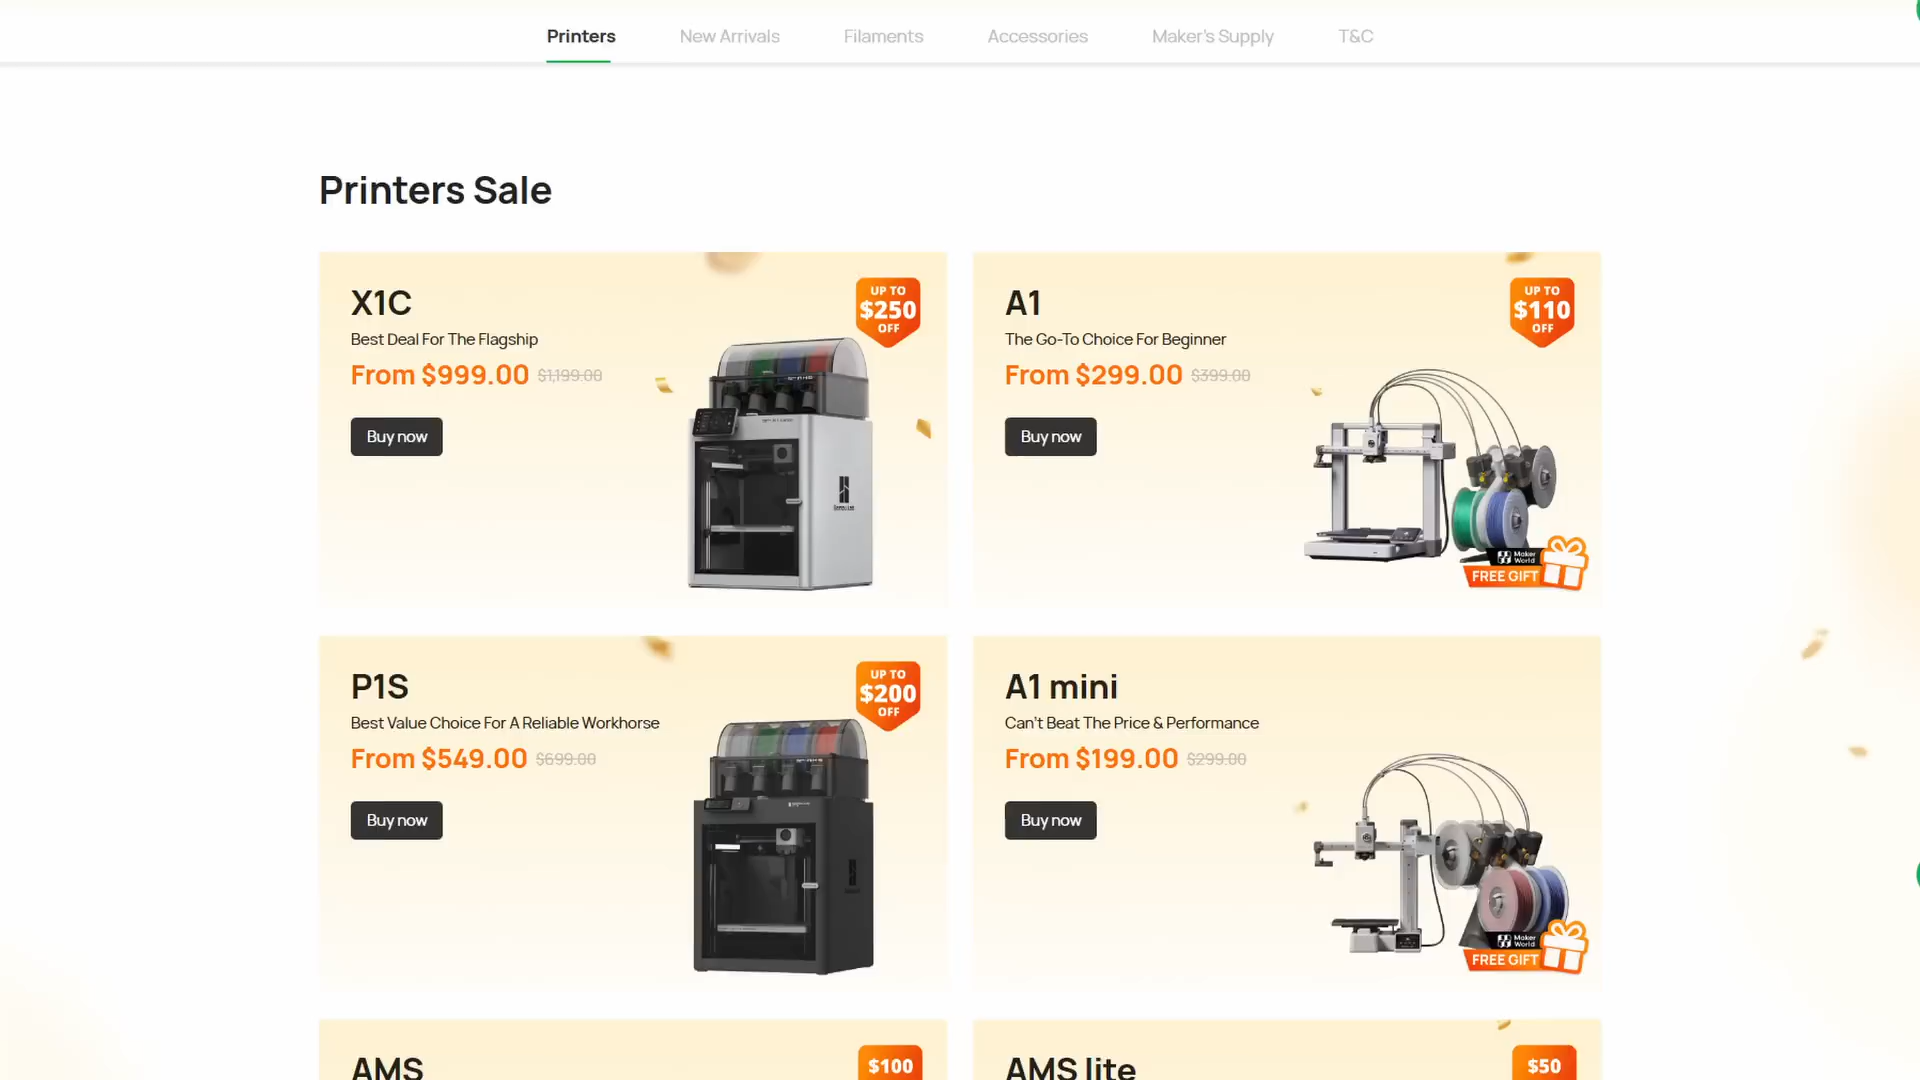 Printers
New Arrivals
Filaments
Accessories
Maker's Supply
T&C
Printers Sale
X1C
Best Deal For The Flagship
From $999.00 $1,199.00
Buy now
UP TO
$250
OFF
A1
The Go-To Choice For Beginner
From $299.00 $399.00
Buy now
UP TO
$110
OFF
Maker
World
FREE GIFT
P1S
Best Value Choice For A Reliable Workhorse
From $549.00 $699.00
Buy now
UP TO
$200
OFF
A1 mini
Can't Beat The Price & Performance
From $199.00 $299.00
Buy now
Maker
World
FREE GIFT
AMS
$100
AMS lite
$50